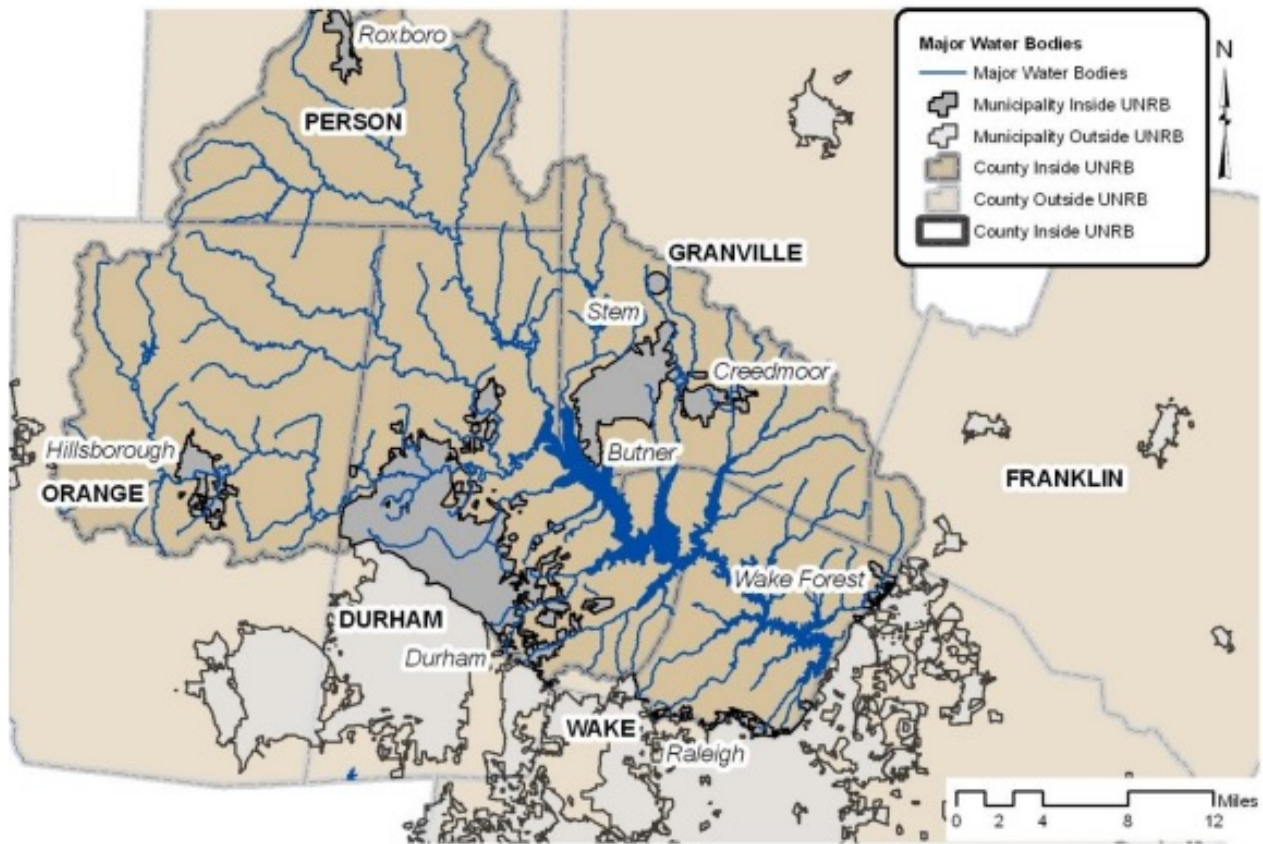 Roxboro
PERSON
Major Water Bodies
Major Water Bodies
Municipality Inside UNRB
Municipality Outside UNRB
County Inside UNRB
County Outside UNRB
County Inside UNRB
N
GRANVILLE
Stem
Creedmoor
Hillsborough
Butner
ORANGE
FRANKLIN
Wake Forest
DURHAM
Durham
WAKE
Raleigh
Miles
0 2 4 8 12